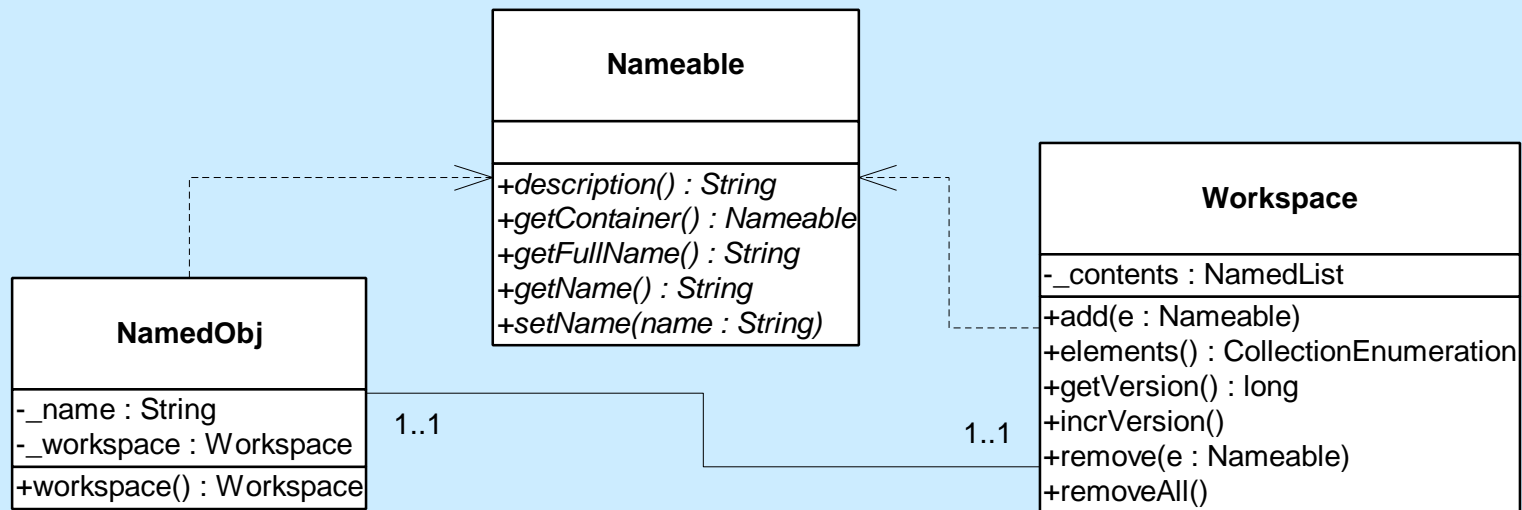 Nameable
+description() : String
+getContainer() : Nameable
+getFullName() : String
+getName() : String
+setName(name : String)
NamedObj
-_name : String
-_workspace : Workspace
+workspace() : Workspace
1..1
1..1
Workspace
-_contents : NamedList
+add(e : Nameable)
+elements() : CollectionEnumeration
+getVersion() : long
+incrVersion()
+remove(e : Nameable)
+removeAll()